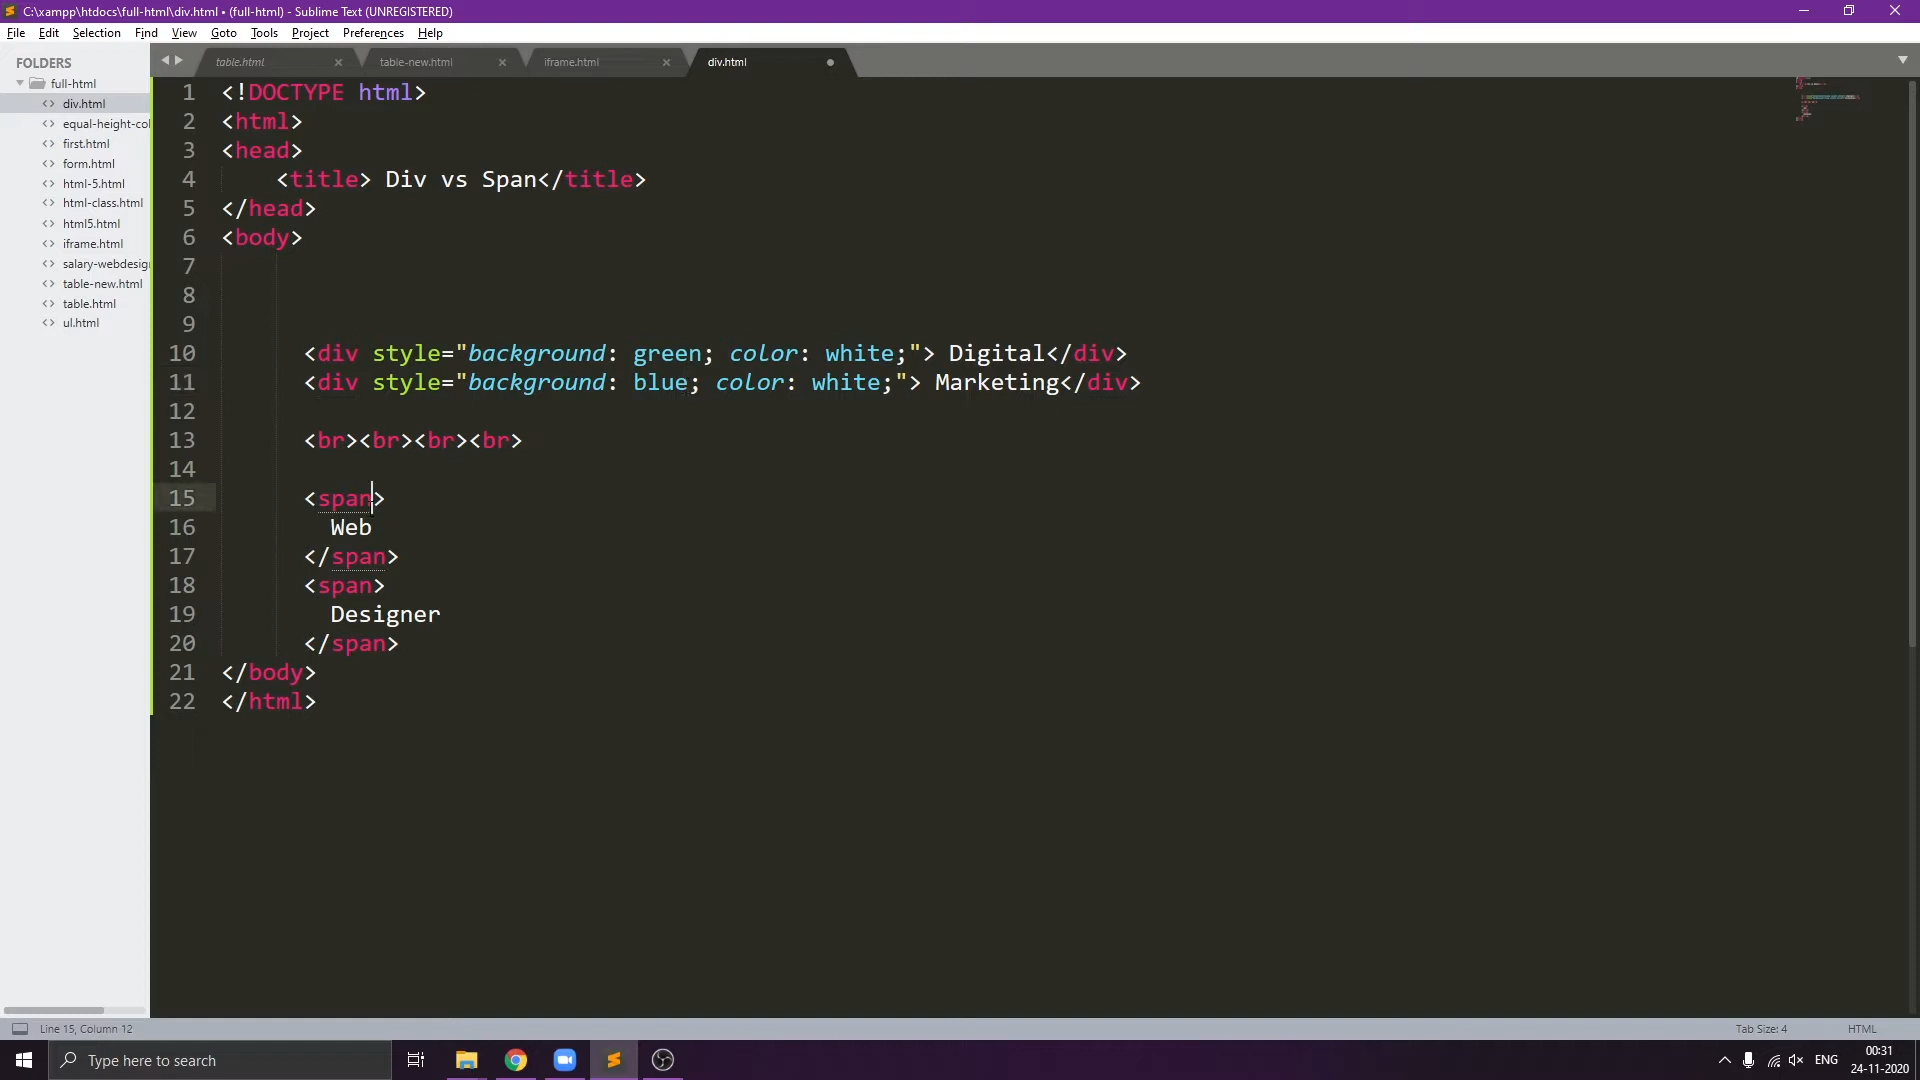 C:\xampp\htdocs\full-html\div.html • (full-html) - Sublime Text (UNREGISTERED)
File Edit Selection Find View Goto Tools Project Preferences Help
FOLDERS
full-html
div.html
equal-height-col
first.html
form.html
html-5.html
html-class.html
html5.html
iframe.html
salary-webdesig
table-new.html
table.html
ul.html
table.html table-new.html iframe.html div.html
1 <!DOCTYPE html>
2 <html>
3 <head>
4 <title> Div vs Span</title>
5 </head>
6 <body>
7
8
9
10 <div style="background: green; color: white;"> Digital</div>
11 <div style="background: blue; color: white;"> Marketing</div>
12
13 <br><br><br><br>
14
15 <span>
16 Web
17 </span>
18 <span>
19 Designer
20 </span>
21 </body>
22 </html>
Line 15, Column 12 Tab Size: 4 HTML
Type here to search
ENG
00:31
24-11-2020